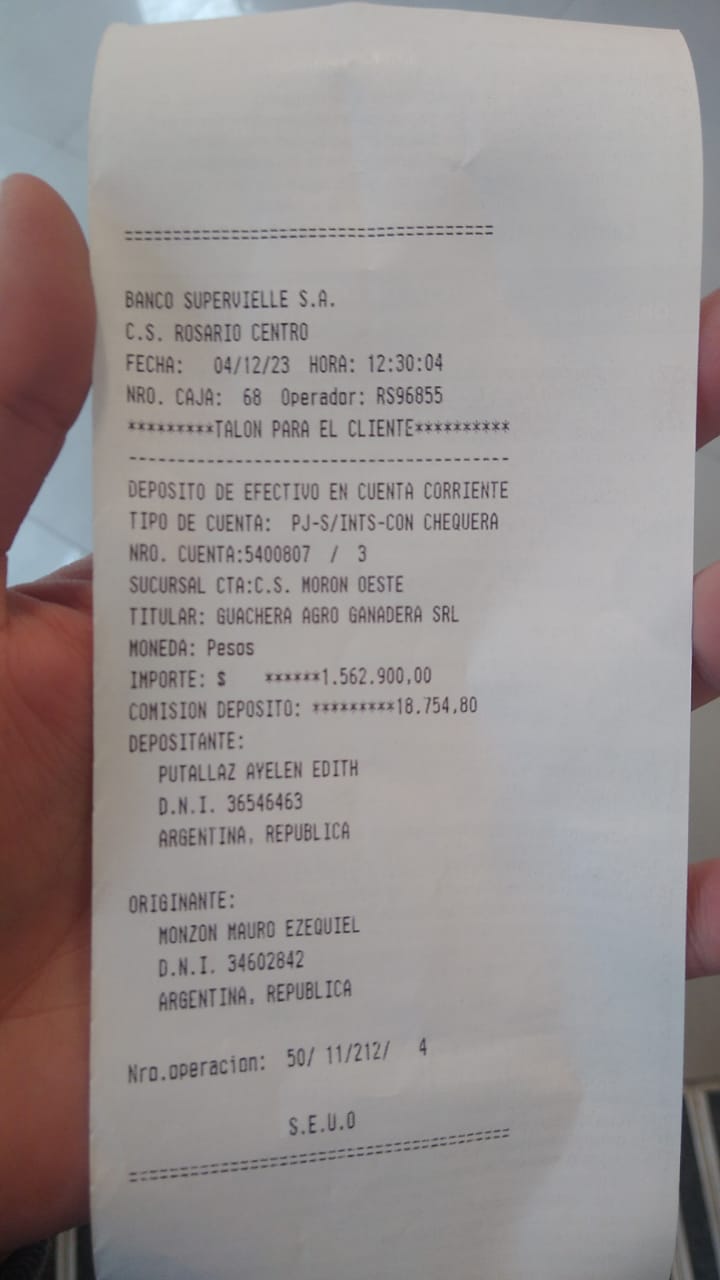 ===================================
BANCO SUPERVIELLE S.A.
C.S. ROSARIO CENTRO
FECHA: 04/12/23 HORA: 12:30:04
NRO. CAJA: 68 Operador: RS96855
*********TALON PARA EL CLIENTE**********
---------------------------------------
DEPOSITO DE EFECTIVO EN CUENTA CORRIENTE
TIPO DE CUENTA: PJ-S/INTS-CON CHEQUERA
NRO. CUENTA:5400807 / 3
SUCURSAL CTA:C.S. MORON OESTE
TITULAR: GUACHERA AGRO GANADERA SRL
MONEDA: Pesos
IMPORTE: $ ******1.562.900,00
COMISION DEPOSITO: *********18.754,80
DEPOSITANTE:
PUTALLAZ AYELEN EDITH
D.N.I. 36546463
ARGENTINA, REPUBLICA
ORIGINANTE:
MONZON MAURO EZEQUIEL
D.N.I. 34602842
ARGENTINA, REPUBLICA
Nro.operacion: 50/ 11/212/ 4
S.E.U.O
===================================